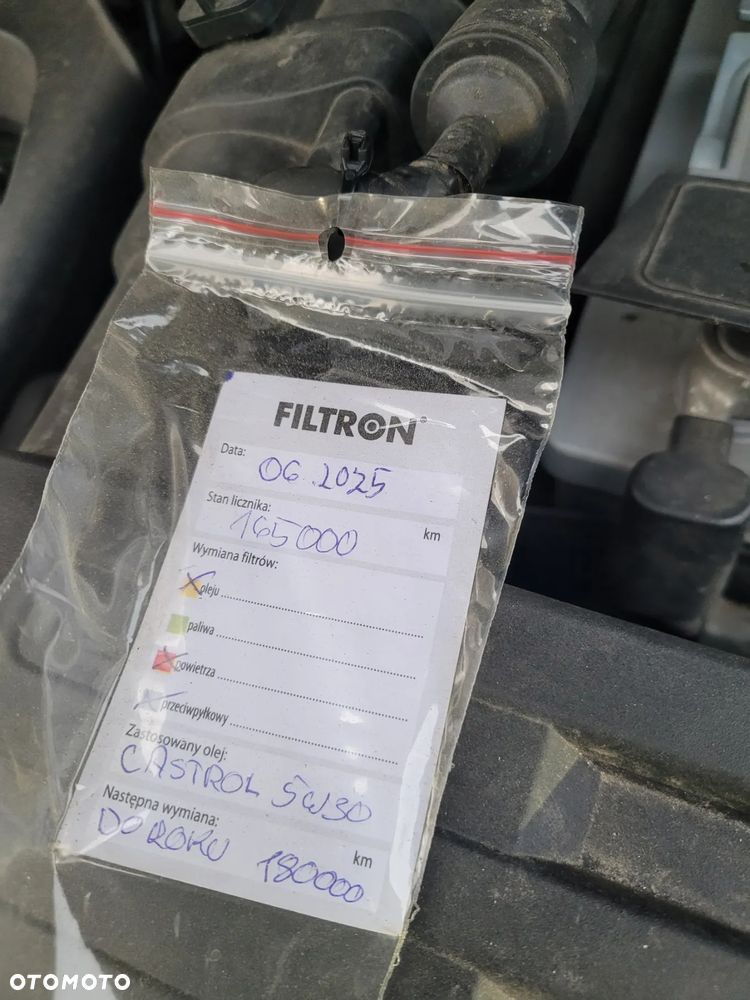 FILTRON®
Data: 06.2025
Stan licznika:
165000 km
Wymiana filtrów:
oleju
paliwa
powietrza
przeciwpyłkowy
Zastosowany olej:
CASTROL 5W30
Następna wymiana:
DO ROKU 180000 km
OTOMOTO